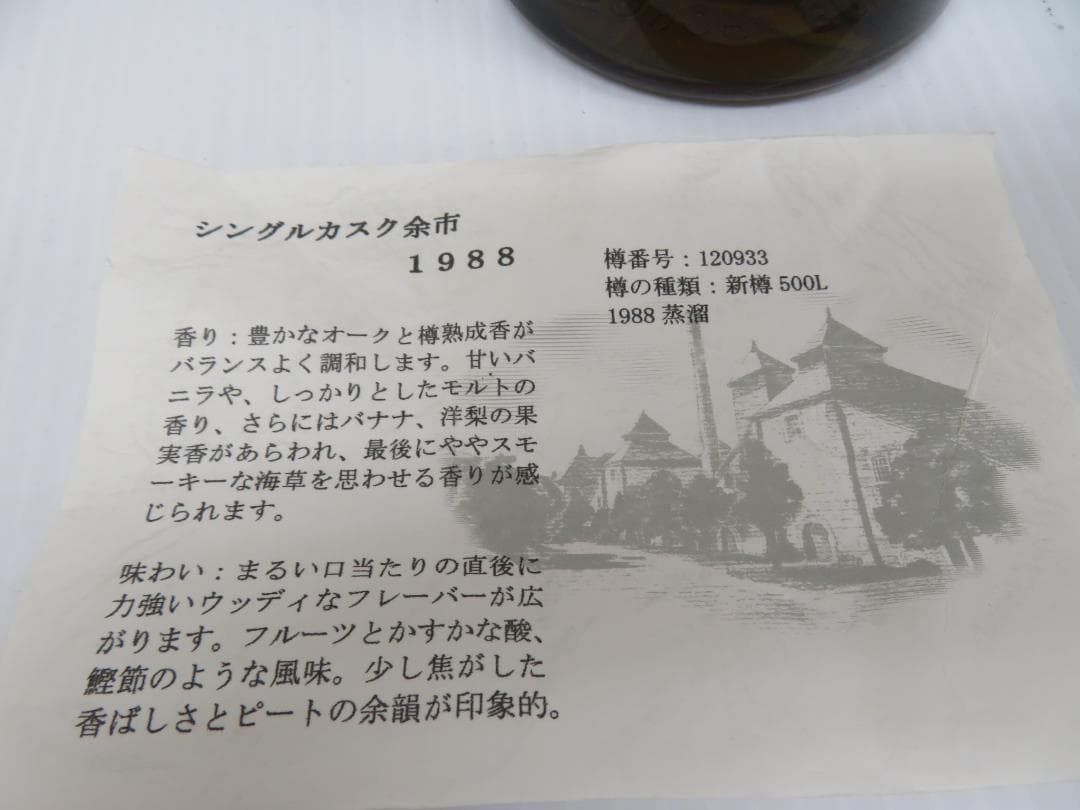 シングルカスク余市
1988
樽番号：120933
樽の種類：新樽 500L
1988 蒸溜
香り：豊かなオークと樽熟成香が
バランスよく調和します。甘いバ
ニラや、しっかりとしたモルトの
香り、さらにはバナナ、洋梨の果
実香があらわれ、最後にややスモ
ーキーな海草を思わせる香りが感
じられます。
味わい：まるい口当たりの直後に
力強いウッディなフレーバーが広
がります。フルーツとかすかな酸、
鰹節のような風味。少し焦がした
香ばしさとピートの余韻が印象的。